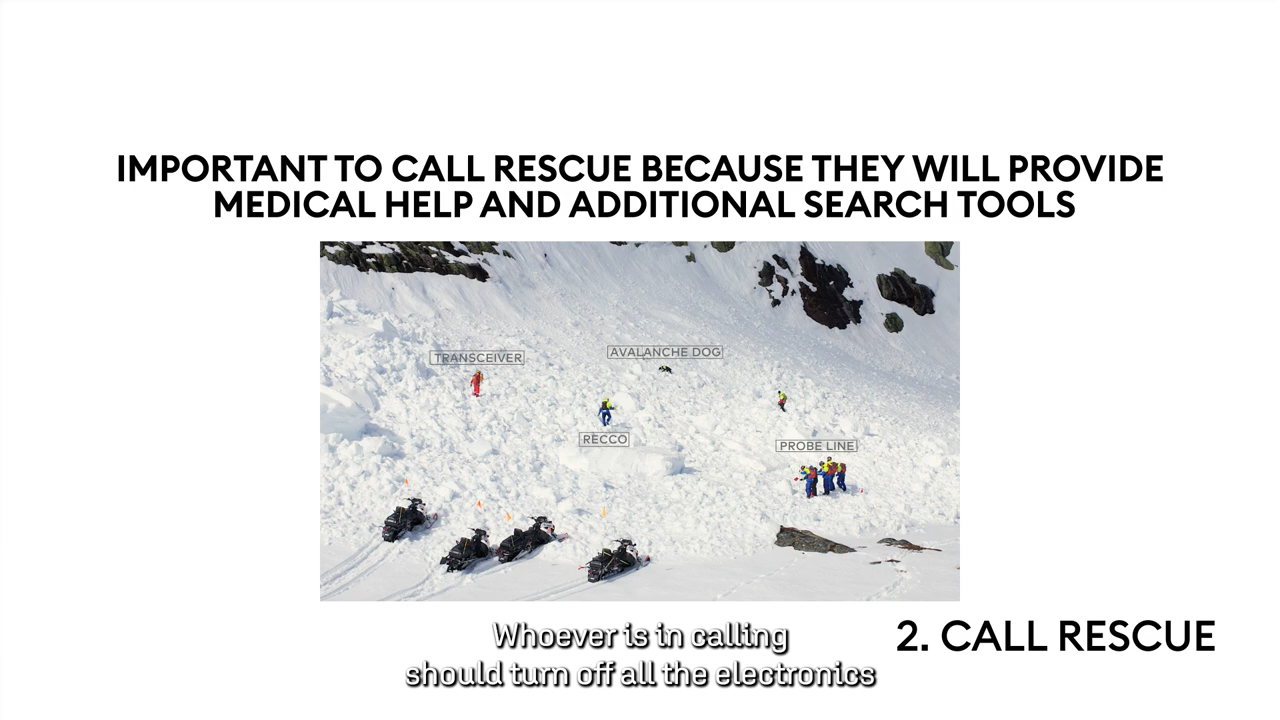 IMPORTANT TO CALL RESCUE BECAUSE THEY WILL PROVIDE
MEDICAL HELP AND ADDITIONAL SEARCH TOOLS
TRANSCEIVER
AVALANCHE DOG
RECCO
PROBE LINE
2. CALL RESCUE
Whoever is in calling
should turn off all the electronics